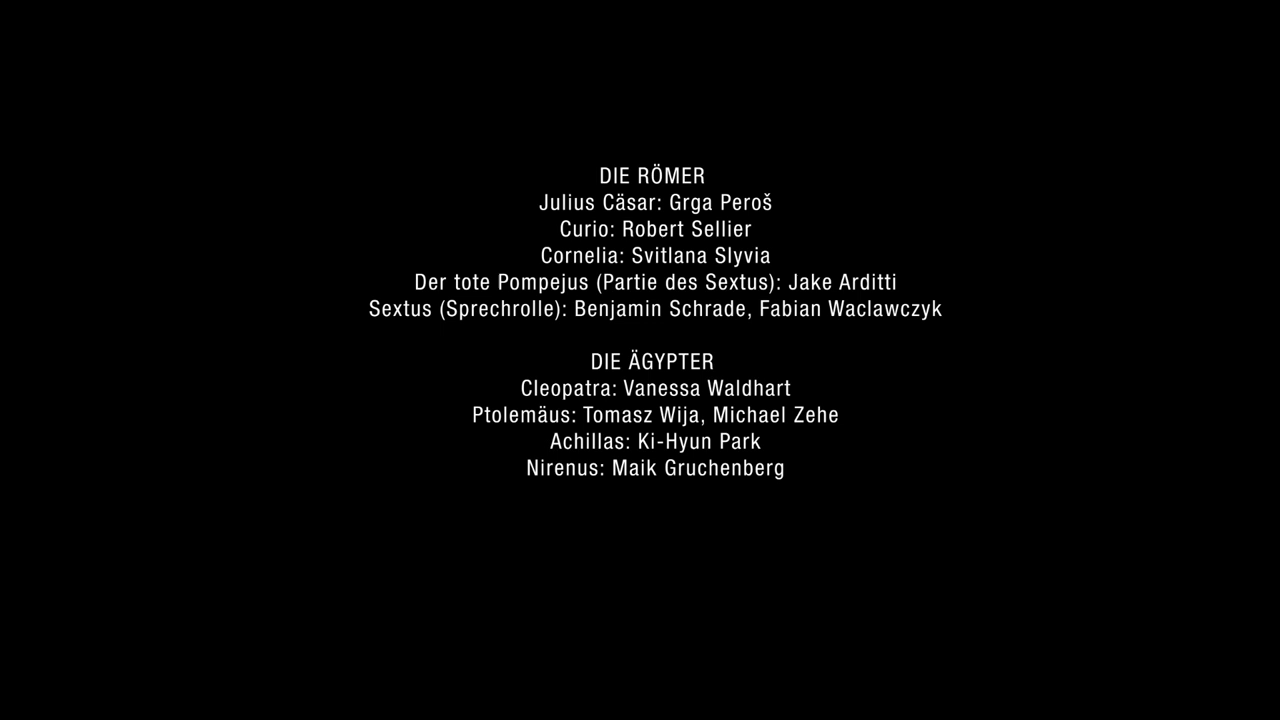 DIE RÖMER
Julius Cäsar: Grga Peroš
Curio: Robert Sellier
Cornelia: Svitlana Slyvia
Der tote Pompejus (Partie des Sextus): Jake Arditti
Sextus (Sprechrolle): Benjamin Schrade, Fabian Waclawczyk
DIE ÄGYPTER
Cleopatra: Vanessa Waldhart
Ptolemäus: Tomasz Wija, Michael Zehe
Achillas: Ki-Hyun Park
Nirenus: Maik Gruchenberg